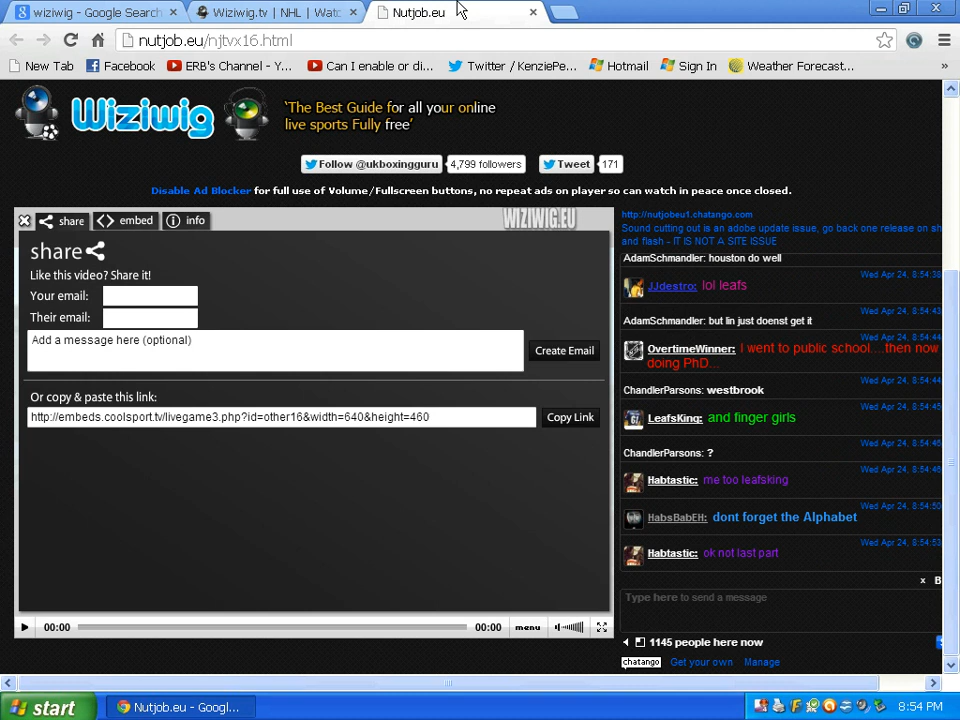 wiziwig - Google Search
Wiziwig.tv | NHL | Watc
Nutjob.eu
nutjob.eu/njtvx16.html
New Tab
Facebook
ERB's Channel - Y...
Can I enable or di...
Twitter / KenziePe...
Hotmail
Sign In
Weather Forecast...
»
Wiziwig
'The Best Guide for all your online
live sports Fully free'
Follow @ukboxingguru
4,799 followers
Tweet
171
Disable Ad Blocker for full use of Volume/Fullscreen buttons, no repeat ads on player so can watch in peace once closed.
share
embed
info
WIZIWIG.EU
share
Like this video? Share it!
Your email:
Their email:
Add a message here (optional)
Create Email
Or copy & paste this link:
http://embeds.coolsport.tv/livegame3.php?id=other16&width=640&height=460
Copy Link
00:00
00:00
menu
http://nutjobeu1.chatango.com
Sound cutting out is an adobe update issue, go back one release on sh
and flash - IT IS NOT A SITE ISSUE
AdamSchmandler: houston do well
Wed Apr 24, 8:54:38
JJdestro: lol leafs
Wed Apr 24, 8:54:43
AdamSchmandler: but lin just doenst get it
Wed Apr 24, 8:54:44
OvertimeWinner: I went to public school....then now
doing PhD...
Wed Apr 24, 8:54:44
ChandlerParsons: westbrook
Wed Apr 24, 8:54:45
LeafsKing: and finger girls
Wed Apr 24, 8:54:45
ChandlerParsons: ?
Wed Apr 24, 8:54:46
Habtastic: me too leafsking
Wed Apr 24, 8:54:50
HabsBabEH: dont forget the Alphabet
Wed Apr 24, 8:54:53
Habtastic: ok not last part
x B
Type here to send a message
1145 people here now
chatango
Get your own
Manage
start
Nutjob.eu - Googl...
8:54 PM